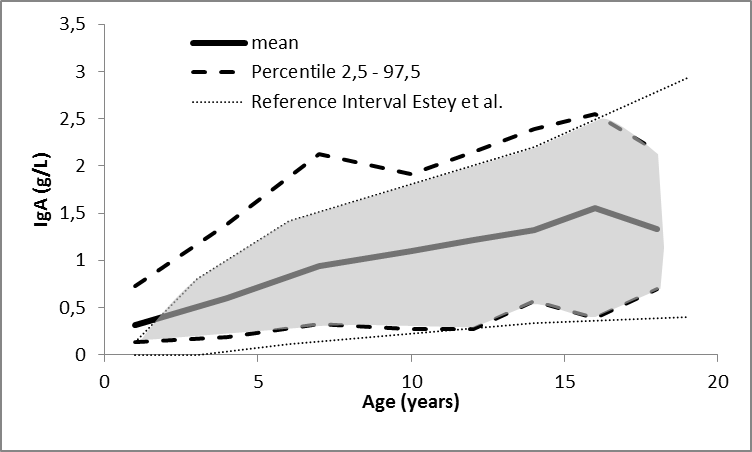 3,5
3
2,5
2
1,5
1
0,5
0
IgA (g/L)
mean
Percentile 2,5 - 97,5
Reference Interval Estey et al.
0 5 10 15 20
Age (years)